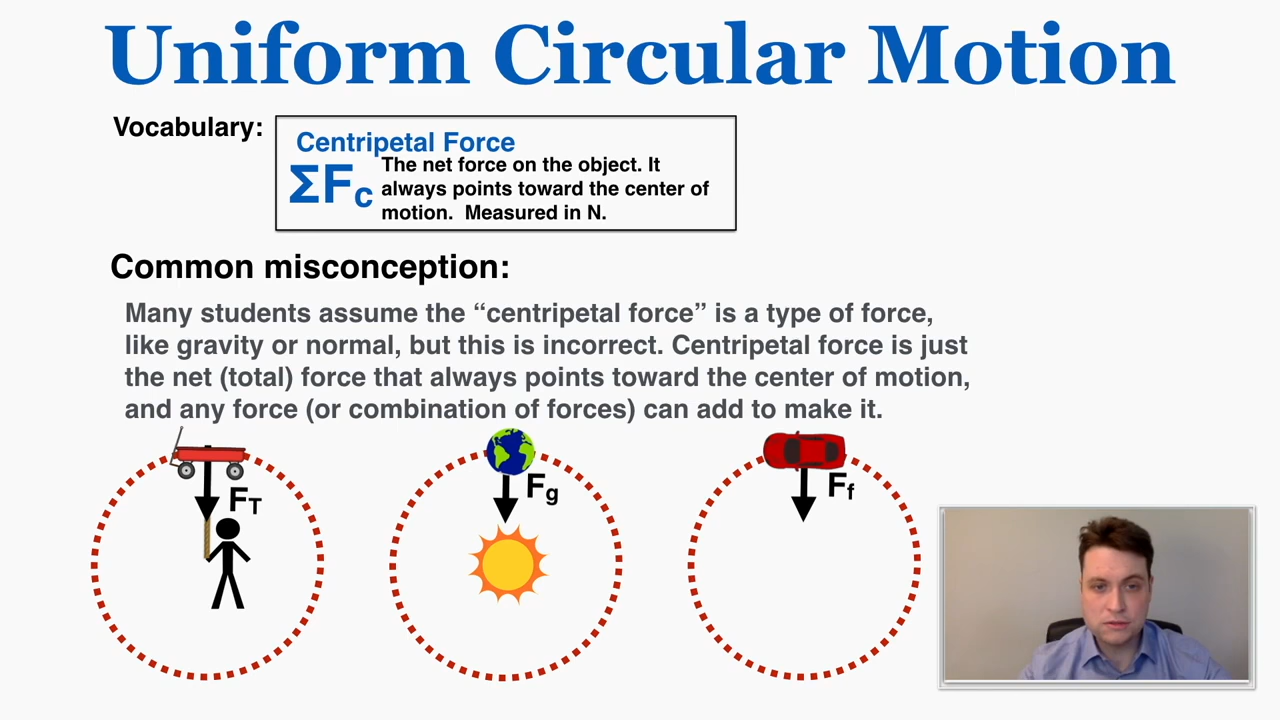 Uniform Circular Motion
Vocabulary:
Centripetal Force
ΣFc
The net force on the object. It
always points toward the center of
motion. Measured in N.
Common misconception:
Many students assume the “centripetal force” is a type of force,
like gravity or normal, but this is incorrect. Centripetal force is just
the net (total) force that always points toward the center of motion,
and any force (or combination of forces) can add to make it.
FT
Fg
Ff